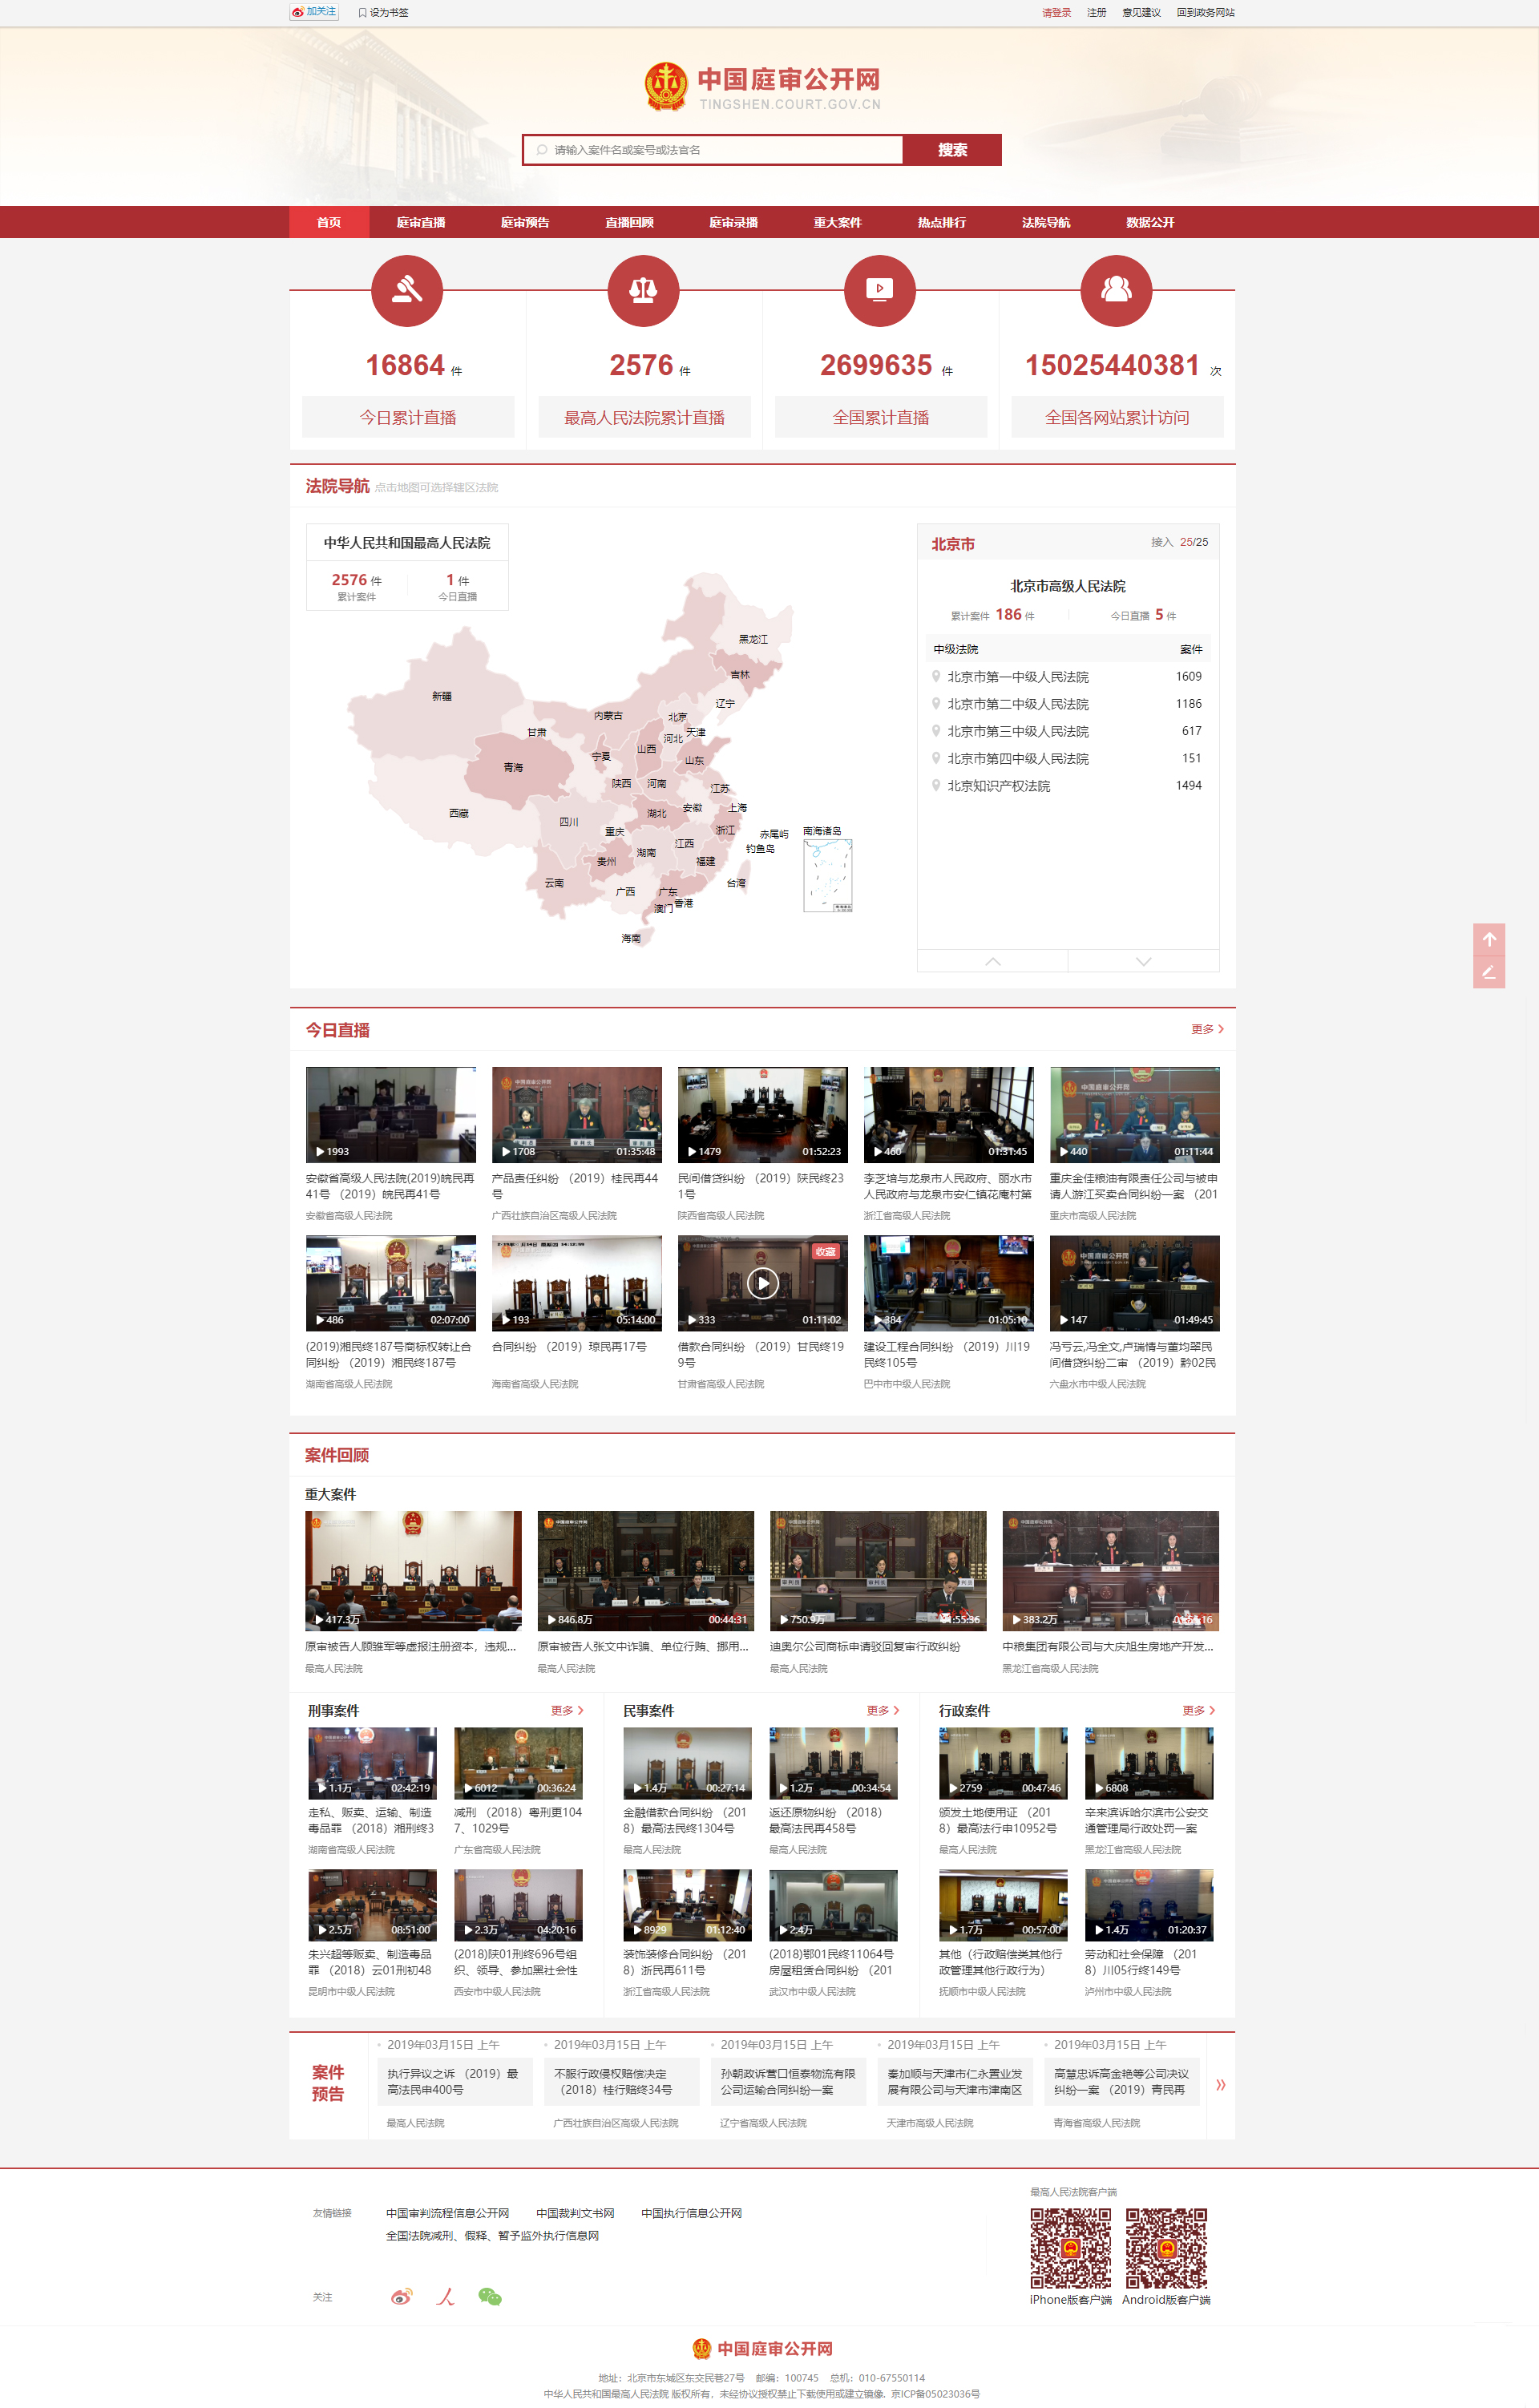 加关注 设为书签 请登录 注册 意见建议 回到政务网站
中国庭审公开网
TINGSHEN.COURT.GOV.CN
请输入案件名或案号或法官名 搜索
首页 庭审直播 庭审预告 直播回顾 庭审录播 重大案件 热点排行 法院导航 数据公开
16864 件 2576 件 2699635 件 15025440381 次
今日累计直播 最高人民法院累计直播 全国累计直播 全国各网站累计访问
法院导航 点击地图可选择辖区法院
中华人民共和国最高人民法院
2576 件 1 件
累计案件 今日直播
黑龙江
吉林
新疆
辽宁
内蒙古 北京
甘肃 天津
河北
宁夏 山西
青海 山东
陕西 河南
江苏
西藏 湖北 安徽 上海
四川
重庆 浙江 赤尾屿 南海诸岛
江西 钓鱼岛
湖南
贵州 福建
云南 台湾
广西 广东
香港
澳门
海南
北京市 接入 25/25
北京市高级人民法院
累计案件 186 件 今日直播 5 件
中级法院 案件
北京市第一中级人民法院 1609
北京市第二中级人民法院 1186
北京市第三中级人民法院 617
北京市第四中级人民法院 151
北京知识产权法院 1494
今日直播 更多
1993 1708 01:35:48 1479 01:52:23 460 01:31:45 440 01:11:44
安徽省高级人民法院(2019)皖民再 产品责任纠纷 （2019）桂民再44 民间借贷纠纷 （2019）陕民终23 李芝培与龙泉市人民政府、丽水市 重庆金佳粮油有限责任公司与被申
41号 （2019）皖民再41号 号 1号 人民政府与龙泉市安仁镇花庵村第 请人游江买卖合同纠纷一案 （201
安徽省高级人民法院 广西壮族自治区高级人民法院 陕西省高级人民法院 浙江省高级人民法院 重庆市高级人民法院
收藏
486 02:07:00 193 05:14:00 333 01:11:02 384 01:05:10 147 01:49:45
(2019)湘民终187号商标权转让合 合同纠纷 （2019）琼民再17号 借款合同纠纷 （2019）甘民终19 建设工程合同纠纷 （2019）川19 冯亏云,冯全文,卢瑞情与董均翠民
同纠纷 （2019）湘民终187号 9号 民终105号 间借贷纠纷二审 （2019）黔02民
湖南省高级人民法院 海南省高级人民法院 甘肃省高级人民法院 巴中市中级人民法院 六盘水市中级人民法院
案件回顾
重大案件
417.3万 846.8万 00:44:31 750.9万 01:55:36 383.2万
原审被告人顾雏军等虚报注册资本，违规... 原审被告人张文中诈骗、单位行贿、挪用... 迪奥尔公司商标申请驳回复审行政纠纷 中粮集团有限公司与大庆旭生房地产开发...
最高人民法院 最高人民法院 最高人民法院 黑龙江省高级人民法院
刑事案件 更多 民事案件 更多 行政案件 更多
1.1万 02:42:19 6012 00:36:24 1.4万 00:27:14 1.2万 00:34:54 2759 00:47:46 6808
走私、贩卖、运输、制造 减刑 （2018）粤刑更104 金融借款合同纠纷 （201 返还原物纠纷 （2018） 颁发土地使用证 （201 辛来滨诉哈尔滨市公安交
毒品罪 （2018）湘刑终3 7、1029号 8）最高法民终1304号 最高法民再458号 8）最高法行申10952号 通管理局行政处罚一案
湖南省高级人民法院 广东省高级人民法院 最高人民法院 最高人民法院 最高人民法院 黑龙江省高级人民法院
2.5万 08:51:00 2.3万 04:20:16 8929 01:12:40 2.4万 1.7万 00:57:00 1.4万 01:20:37
朱兴超等贩卖、制造毒品 (2018)陕01刑终696号组 装饰装修合同纠纷 （201 (2018)鄂01民终11064号 其他（行政赔偿类其他行 劳动和社会保障 （201
罪 （2018）云01刑初48 织、领导、参加黑社会性 8）浙民再611号 房屋租赁合同纠纷 （201 政管理其他行政行为） 8）川05行终149号
昆明市中级人民法院 西安市中级人民法院 浙江省高级人民法院 武汉市中级人民法院 抚顺市中级人民法院 泸州市中级人民法院
案件
预告
2019年03月15日 上午 2019年03月15日 上午 2019年03月15日 上午 2019年03月15日 上午 2019年03月15日 上午
执行异议之诉 （2019）最 不服行政侵权赔偿决定 孙朝政诉营口恒泰物流有限 秦加顺与天津市仁永置业发 高慧忠诉高金艳等公司决议
高法民申400号 （2018）桂行赔终34号 公司运输合同纠纷一案 展有限公司与天津市津南区 纠纷一案 （2019）青民再
最高人民法院 广西壮族自治区高级人民法院 辽宁省高级人民法院 天津市高级人民法院 青海省高级人民法院
友情链接 中国审判流程信息公开网 中国裁判文书网 中国执行信息公开网
全国法院减刑、假释、暂予监外执行信息网
关注
最高人民法院客户端
iPhone版客户端 Android版客户端
中国庭审公开网
地址：北京市东城区东交民巷27号 邮编：100745 总机：010-67550114
中华人民共和国最高人民法院 版权所有，未经协议授权禁止下载使用或建立镜像. 京ICP备05023036号